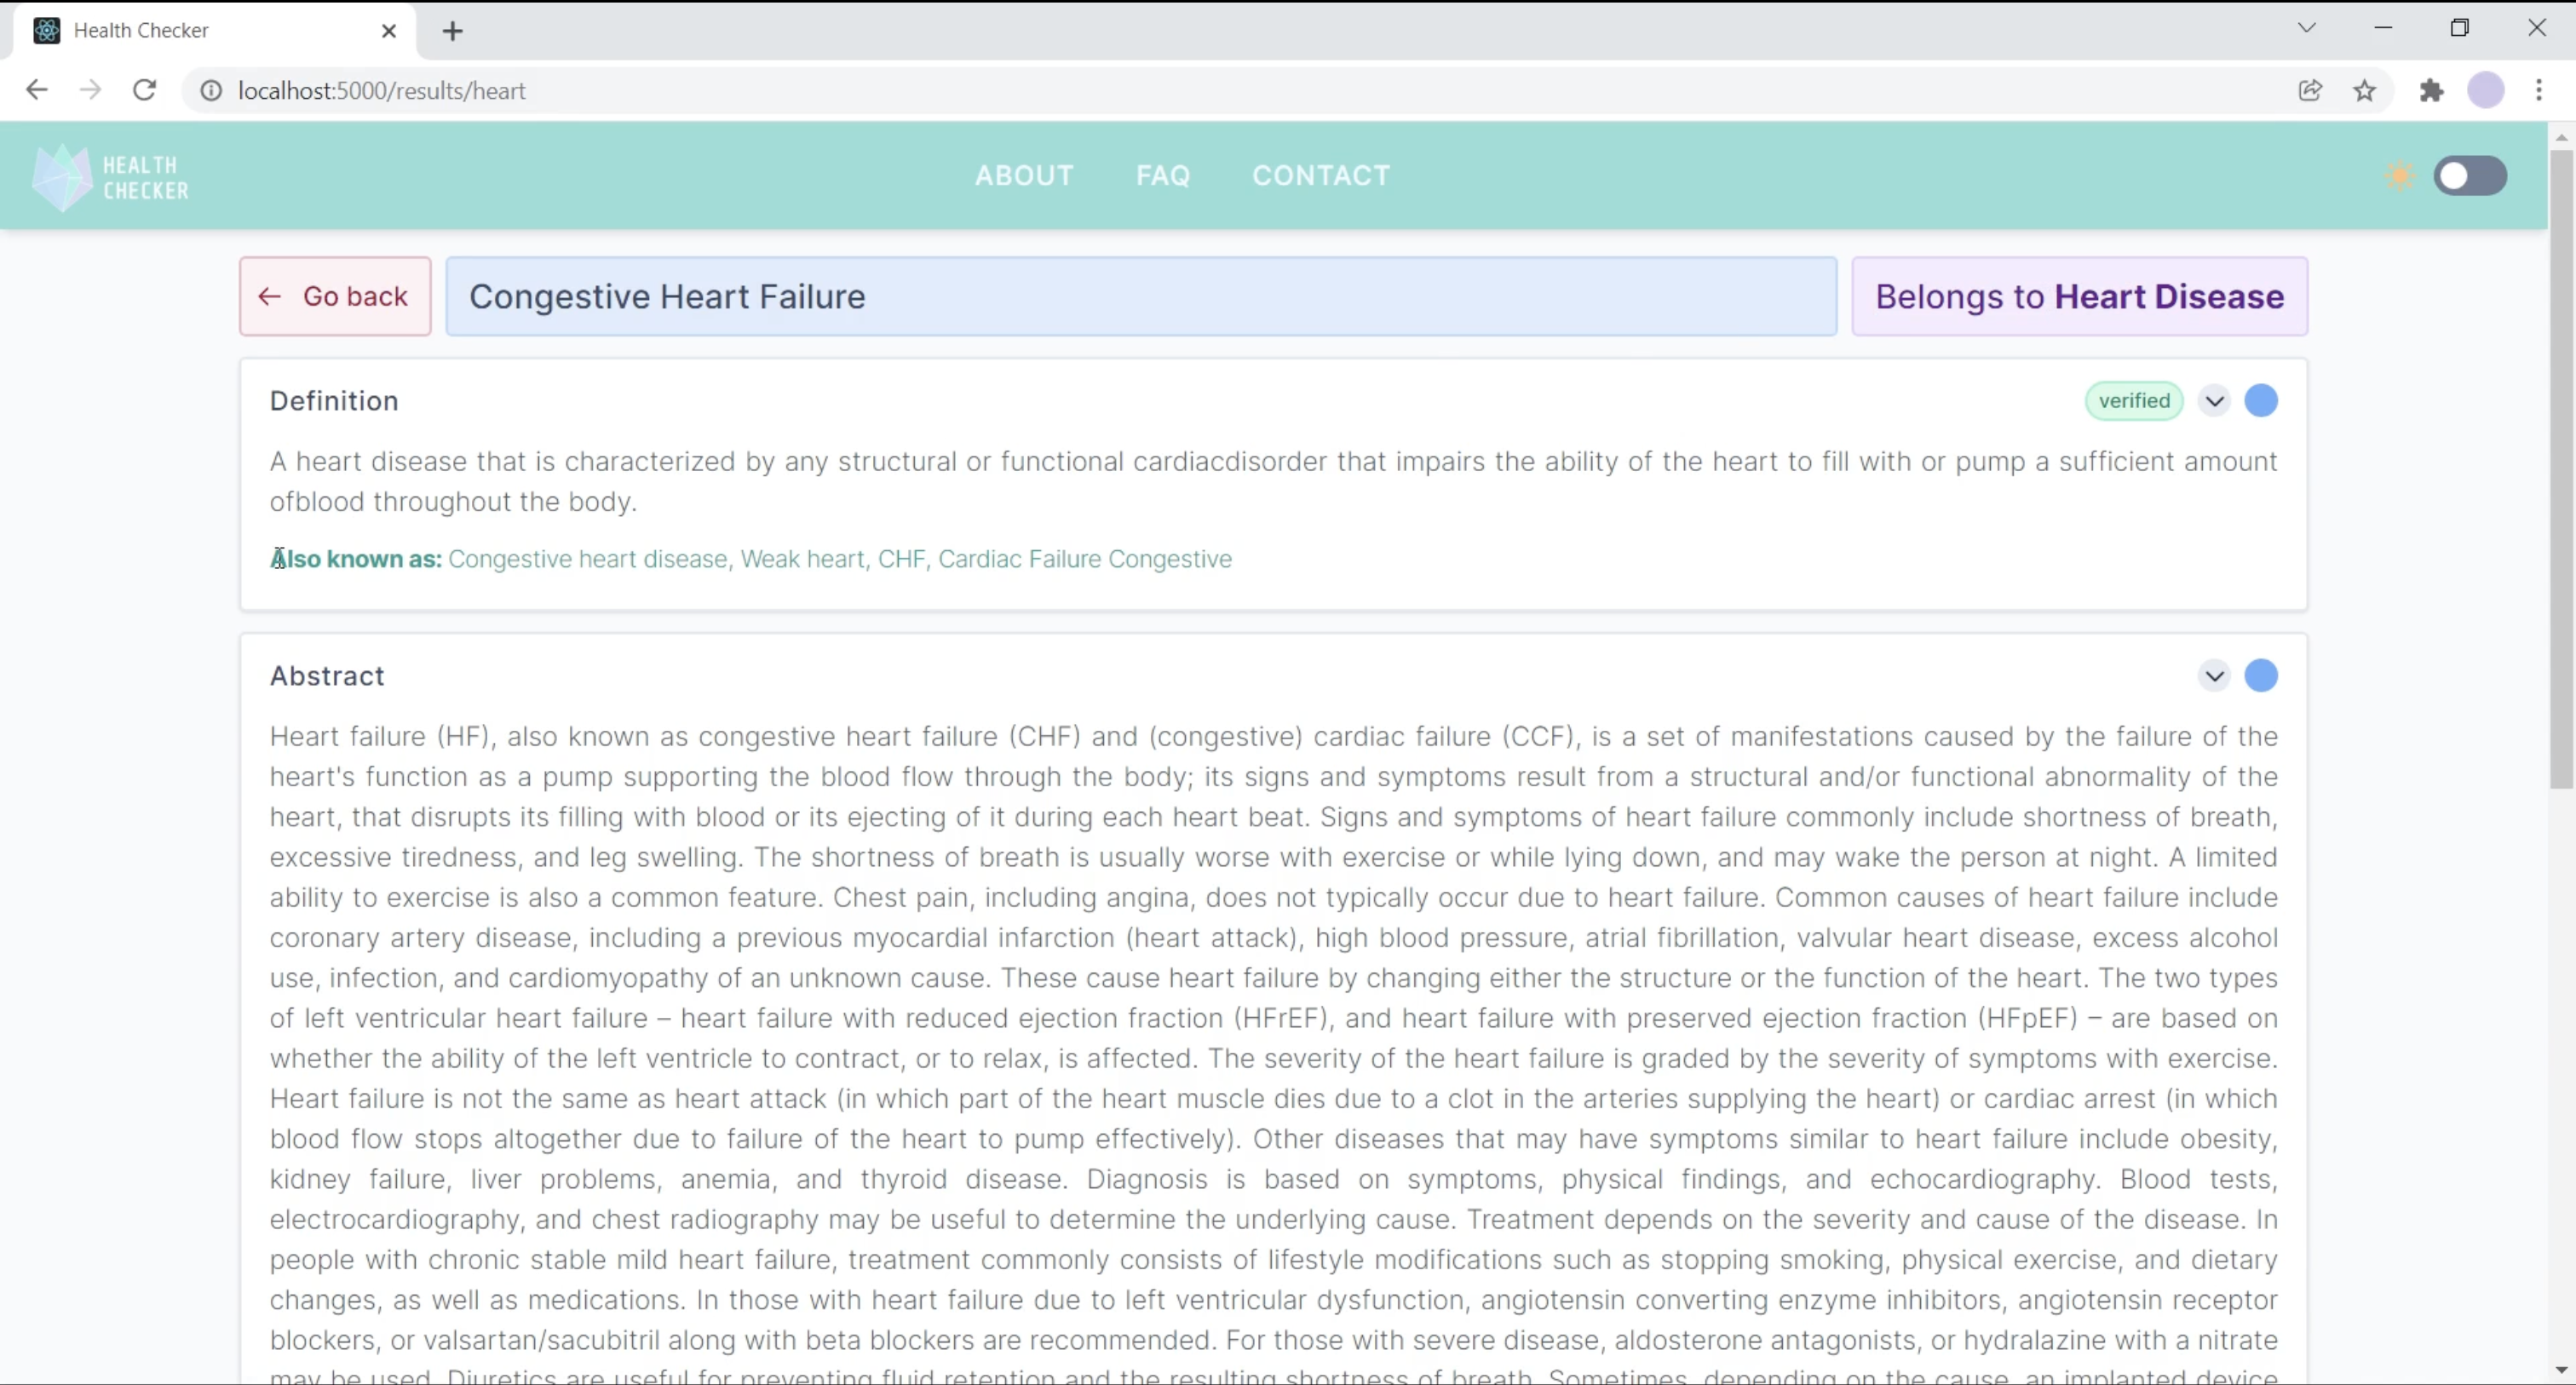 Health Checker
localhost:5000/results/heart
HEALTH
CHECKER
ABOUT FAQ CONTACT
Go back
Congestive Heart Failure
Belongs to Heart Disease
Definition
verified
A heart disease that is characterized by any structural or functional cardiacdisorder that impairs the ability of the heart to fill with or pump a sufficient amount
ofblood throughout the body.
Also known as: Congestive heart disease, Weak heart, CHF, Cardiac Failure Congestive
Abstract
Heart failure (HF), also known as congestive heart failure (CHF) and (congestive) cardiac failure (CCF), is a set of manifestations caused by the failure of the
heart's function as a pump supporting the blood flow through the body; its signs and symptoms result from a structural and/or functional abnormality of the
heart, that disrupts its filling with blood or its ejecting of it during each heart beat. Signs and symptoms of heart failure commonly include shortness of breath,
excessive tiredness, and leg swelling. The shortness of breath is usually worse with exercise or while lying down, and may wake the person at night. A limited
ability to exercise is also a common feature. Chest pain, including angina, does not typically occur due to heart failure. Common causes of heart failure include
coronary artery disease, including a previous myocardial infarction (heart attack), high blood pressure, atrial fibrillation, valvular heart disease, excess alcohol
use, infection, and cardiomyopathy of an unknown cause. These cause heart failure by changing either the structure or the function of the heart. The two types
of left ventricular heart failure – heart failure with reduced ejection fraction (HFrEF), and heart failure with preserved ejection fraction (HFpEF) – are based on
whether the ability of the left ventricle to contract, or to relax, is affected. The severity of the heart failure is graded by the severity of symptoms with exercise.
Heart failure is not the same as heart attack (in which part of the heart muscle dies due to a clot in the arteries supplying the heart) or cardiac arrest (in which
blood flow stops altogether due to failure of the heart to pump effectively). Other diseases that may have symptoms similar to heart failure include obesity,
kidney failure, liver problems, anemia, and thyroid disease. Diagnosis is based on symptoms, physical findings, and echocardiography. Blood tests,
electrocardiography, and chest radiography may be useful to determine the underlying cause. Treatment depends on the severity and cause of the disease. In
people with chronic stable mild heart failure, treatment commonly consists of lifestyle modifications such as stopping smoking, physical exercise, and dietary
changes, as well as medications. In those with heart failure due to left ventricular dysfunction, angiotensin converting enzyme inhibitors, angiotensin receptor
blockers, or valsartan/sacubitril along with beta blockers are recommended. For those with severe disease, aldosterone antagonists, or hydralazine with a nitrate
may be used. Diuretics are useful for preventing fluid retention and the resulting shortness of breath. Sometimes, depending on the cause, an implanted device